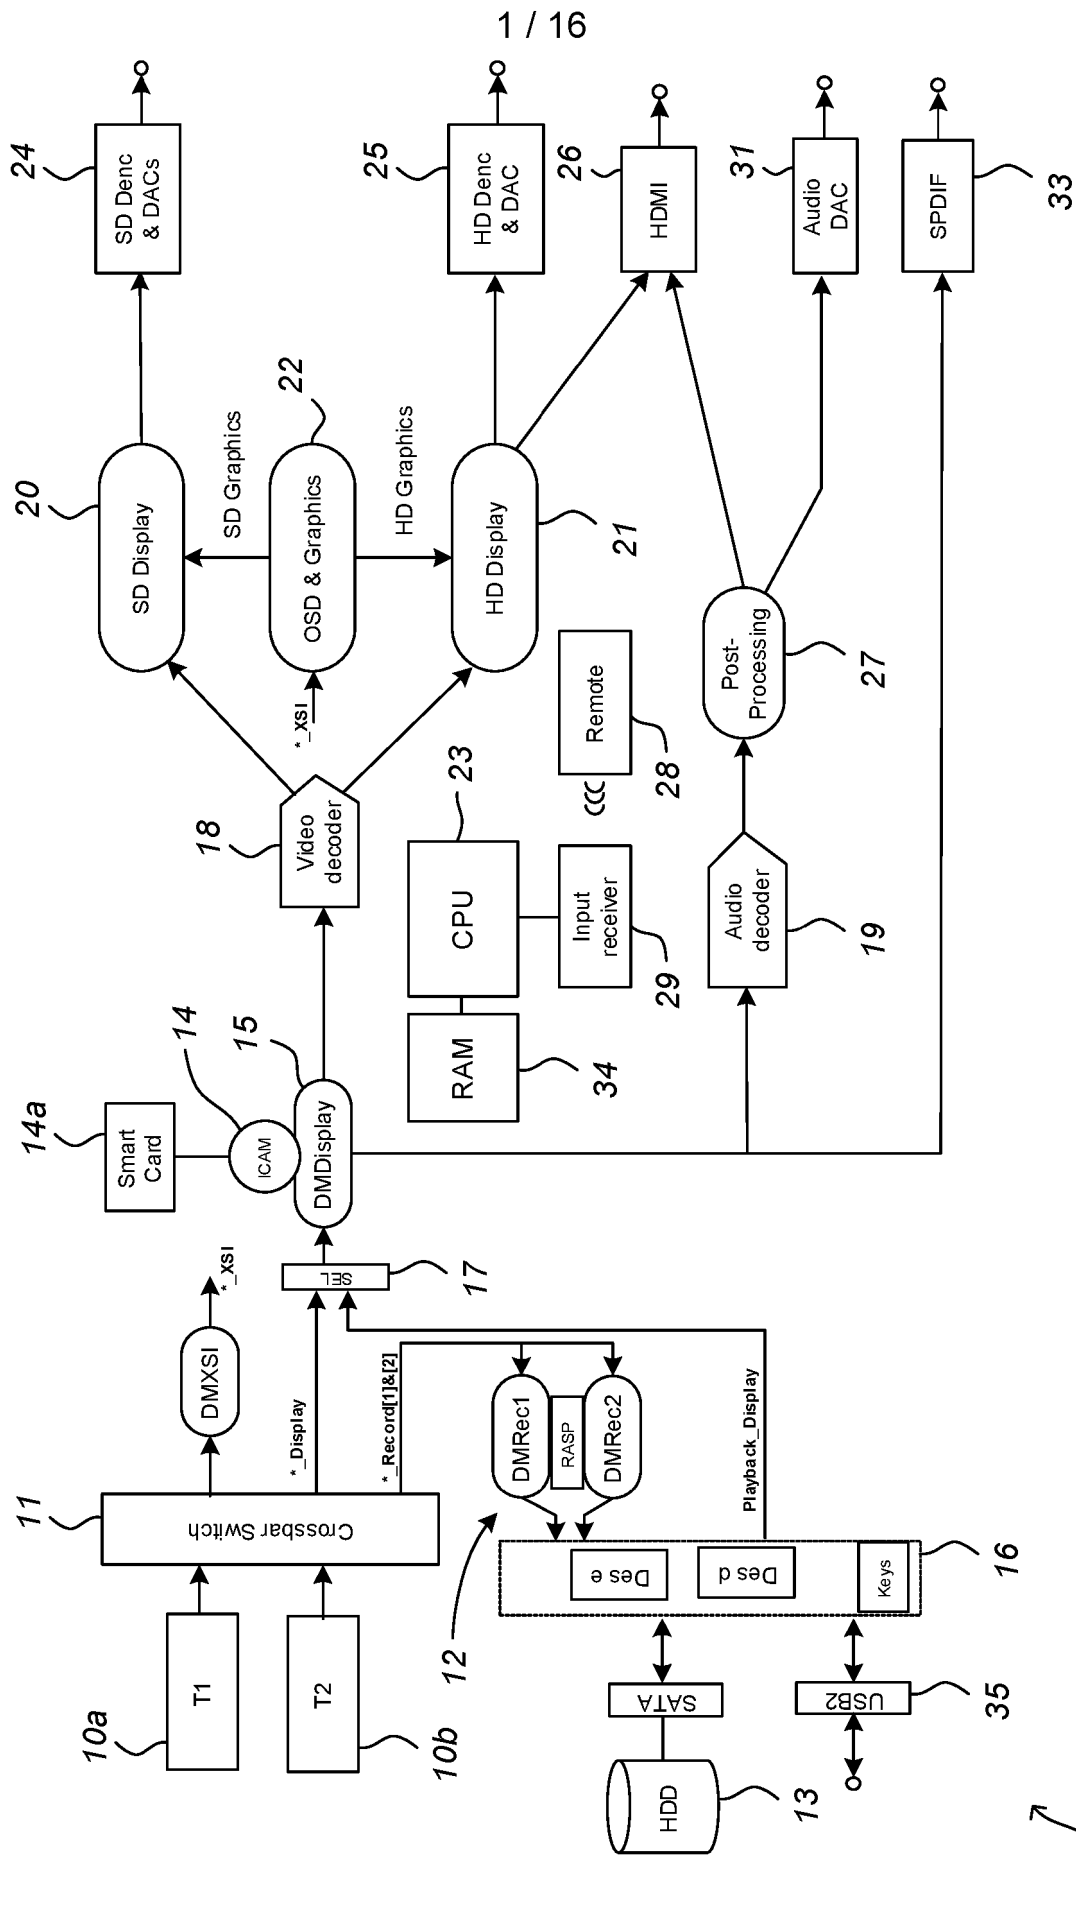 1 / 16
24
SD Denc
& DACs
25
HD Denc
& DAC
26
HDMI
31
Audio
DAC
33
SPDIF
20
SD Display
SD Graphics
22
OSD & Graphics
HD Graphics
HD Display
21
*_XSI
18
Video
decoder
23
CPU
RAM
34
Input
receiver
29
Remote
28
Post-
Processing
27
Audio
decoder
19
14a
Smart
Card
14
ICAM
15
DMDisplay
SEL
17
DMXSI
*_XSI
11
Crossbar Switch
*_Display
*_Record[1]&[2]
DMRec1
RASP
DMRec2
Playback_Display
12
Des e
Des d
Keys
16
10a
T1
T2
10b
SATA
USB2
35
HDD
13